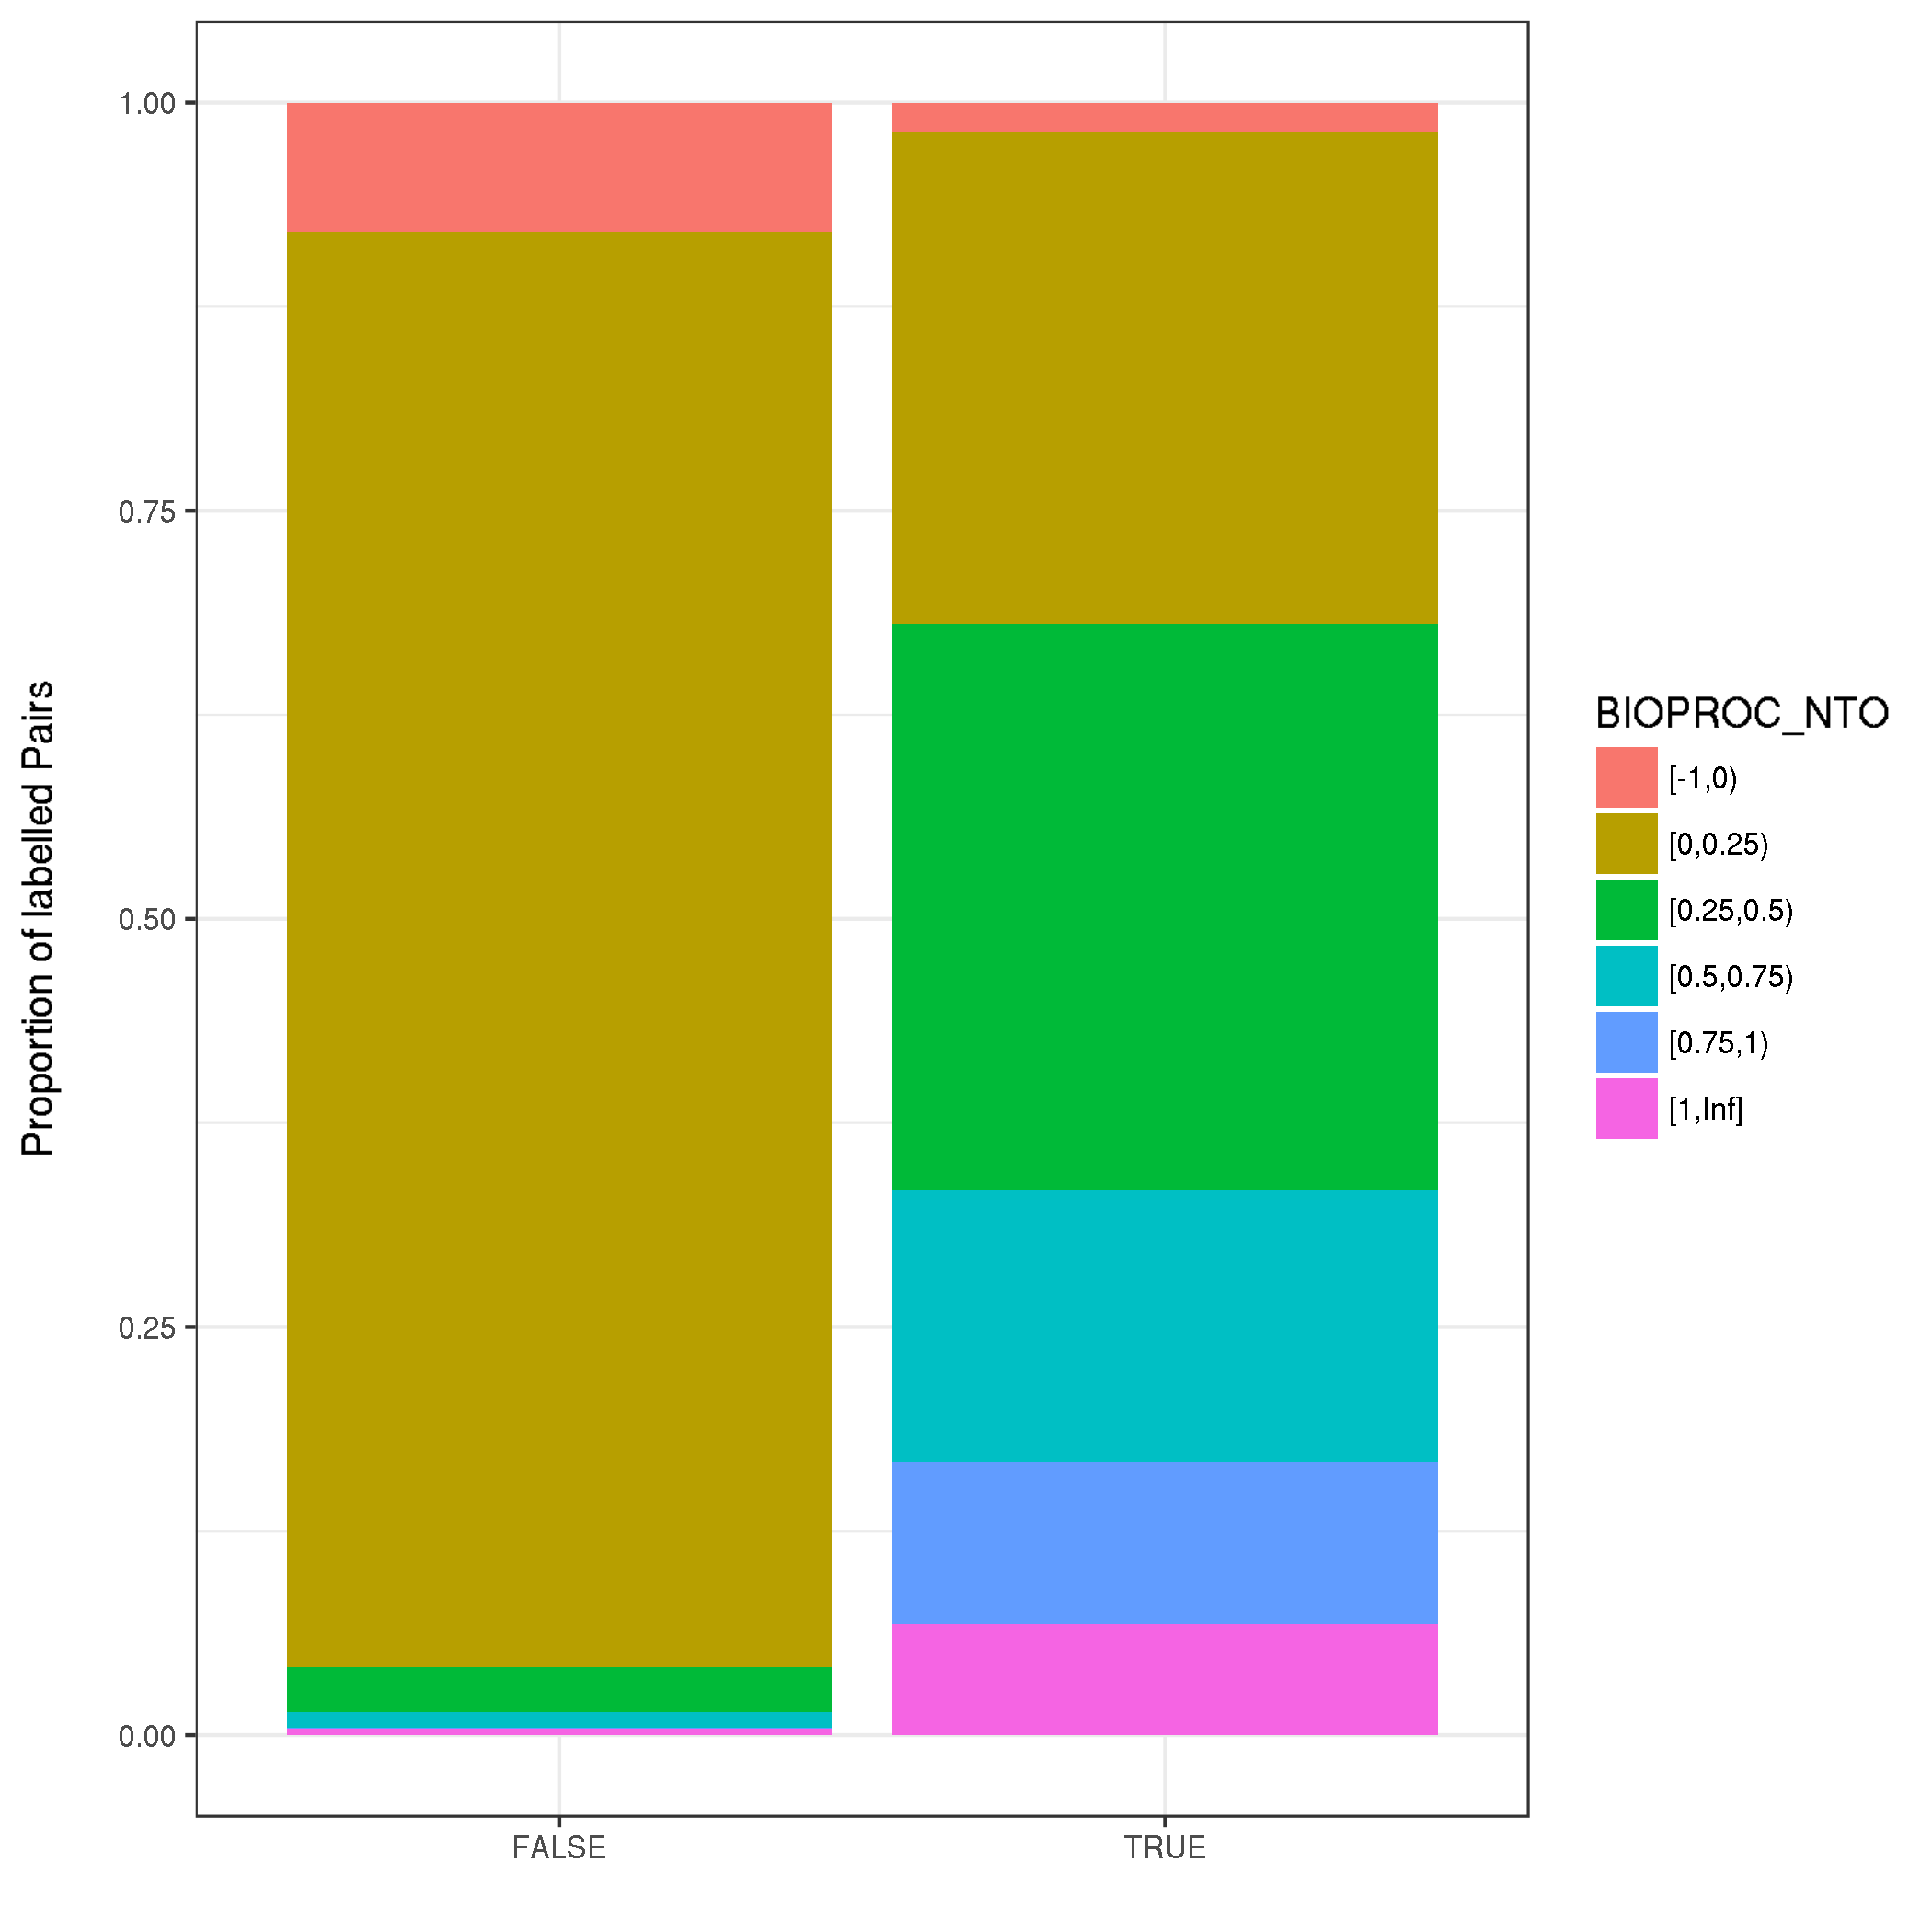 Proportion of labelled Pairs
1.00
0.75
0.50
0.25
0.00
FALSE
TRUE
BIOPROC_NTO
[-1,0)
[0,0.25)
[0.25,0.5)
[0.5,0.75)
[0.75,1)
[1,Inf]